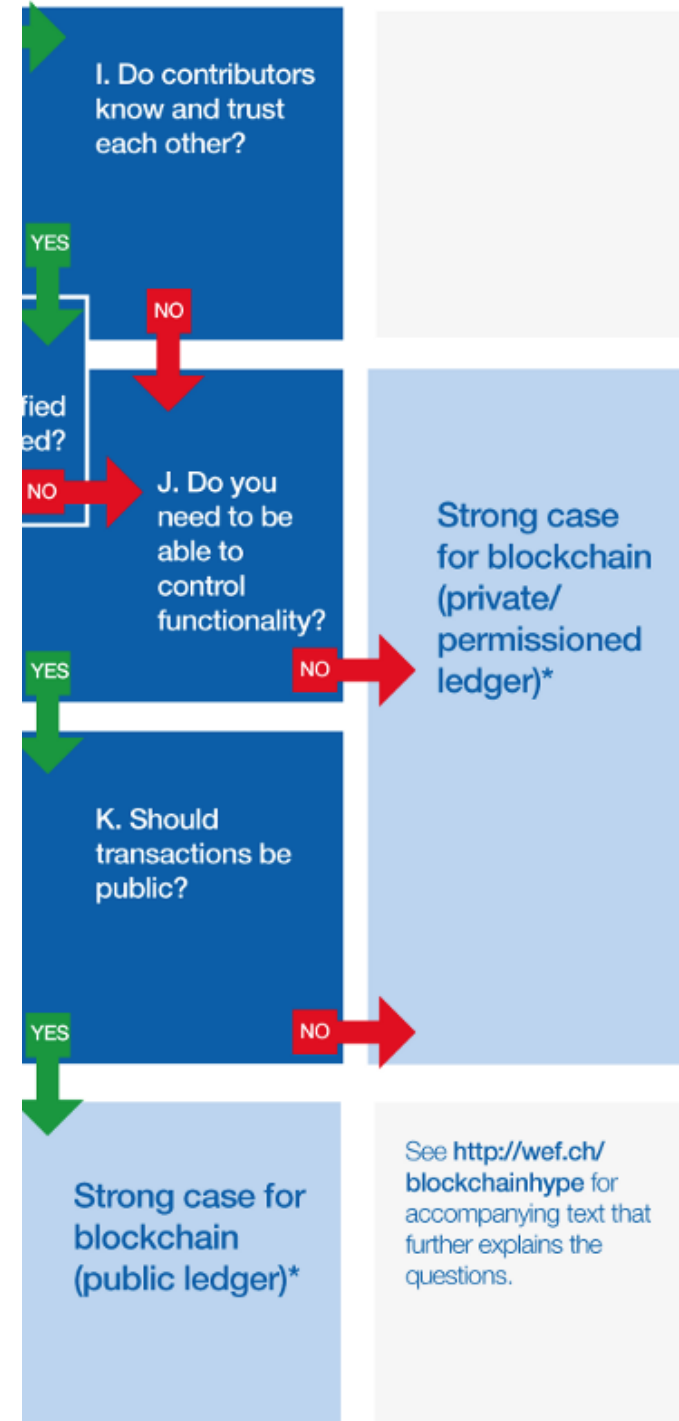 I. Do contributors
know and trust
each other?
YES
NO
fied
ed?
NO
J. Do you
need to be
able to
control
functionality?
YES
NO
Strong case
for blockchain
(private/
permissioned
ledger)*
K. Should
transactions be
public?
YES
NO
Strong case for
blockchain
(public ledger)*
See http://wef.ch/
blockchainhype for
accompanying text that
further explains the
questions.